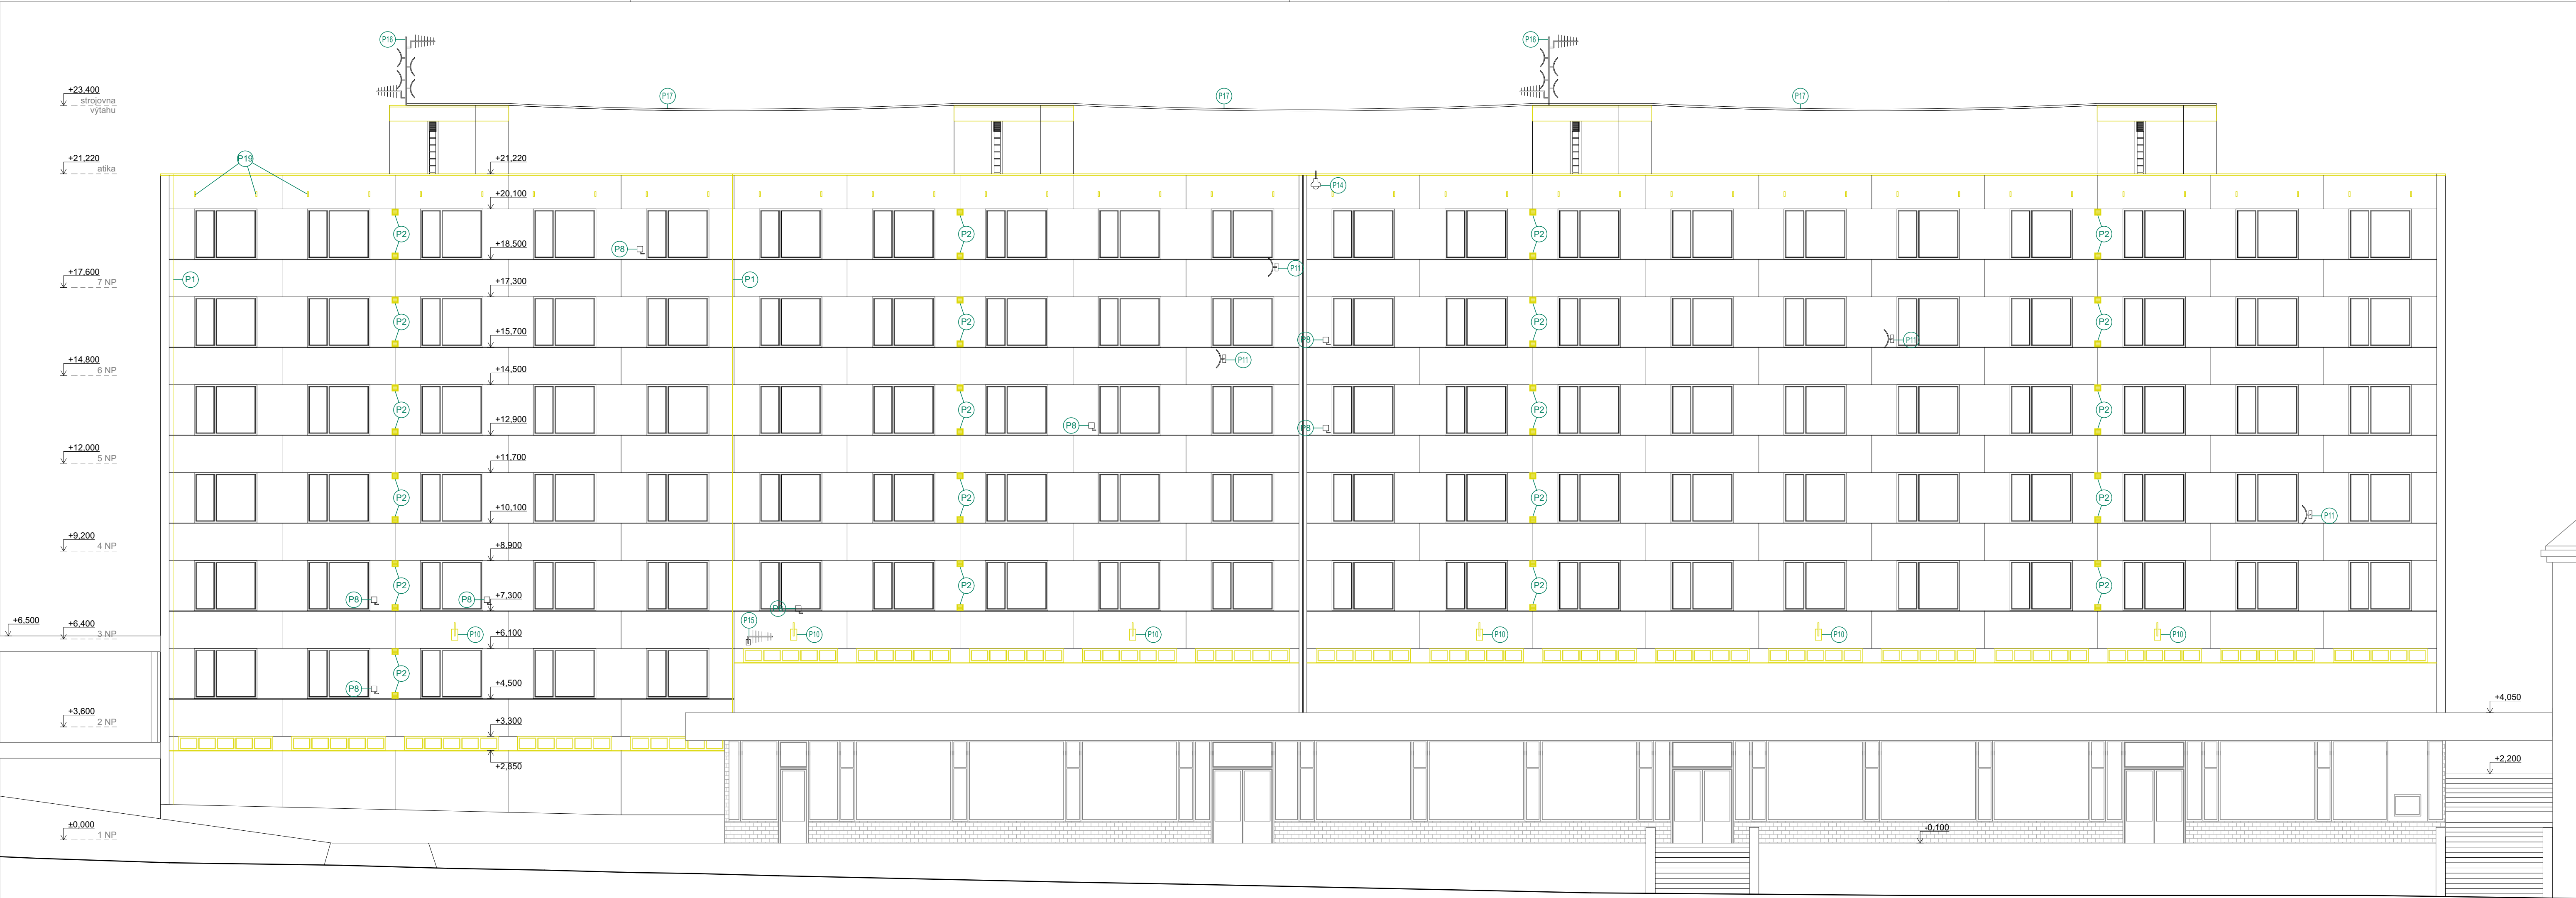 P16
P16
+23,400
strojovna
výtahu
P17
P17
P17
+21,220
atika
P19
+21,220
P14
+20,100
P2
P2
P2
P2
+18,500
P8
P11
+17,600
7 NP
P1
P1
+17,300
P2
P2
P2
P2
+15,700
P8
P11
+14,800
6 NP
P11
+14,500
P2
P2
P2
P2
+12,900
P8
P8
+12,000
5 NP
+11,700
P2
P2
P2
P2
+10,100
P11
+9,200
4 NP
+8,900
P2
P2
P2
P2
P8
P8
+7,300
P8
+6,500
+6,400
3 NP
P10
+6,100
P15
P10
P10
P10
P10
P10
P2
P8
+4,500
+4,050
+3,600
2 NP
+3,300
+2,850
+2,200
±0,000
1 NP
-0,100